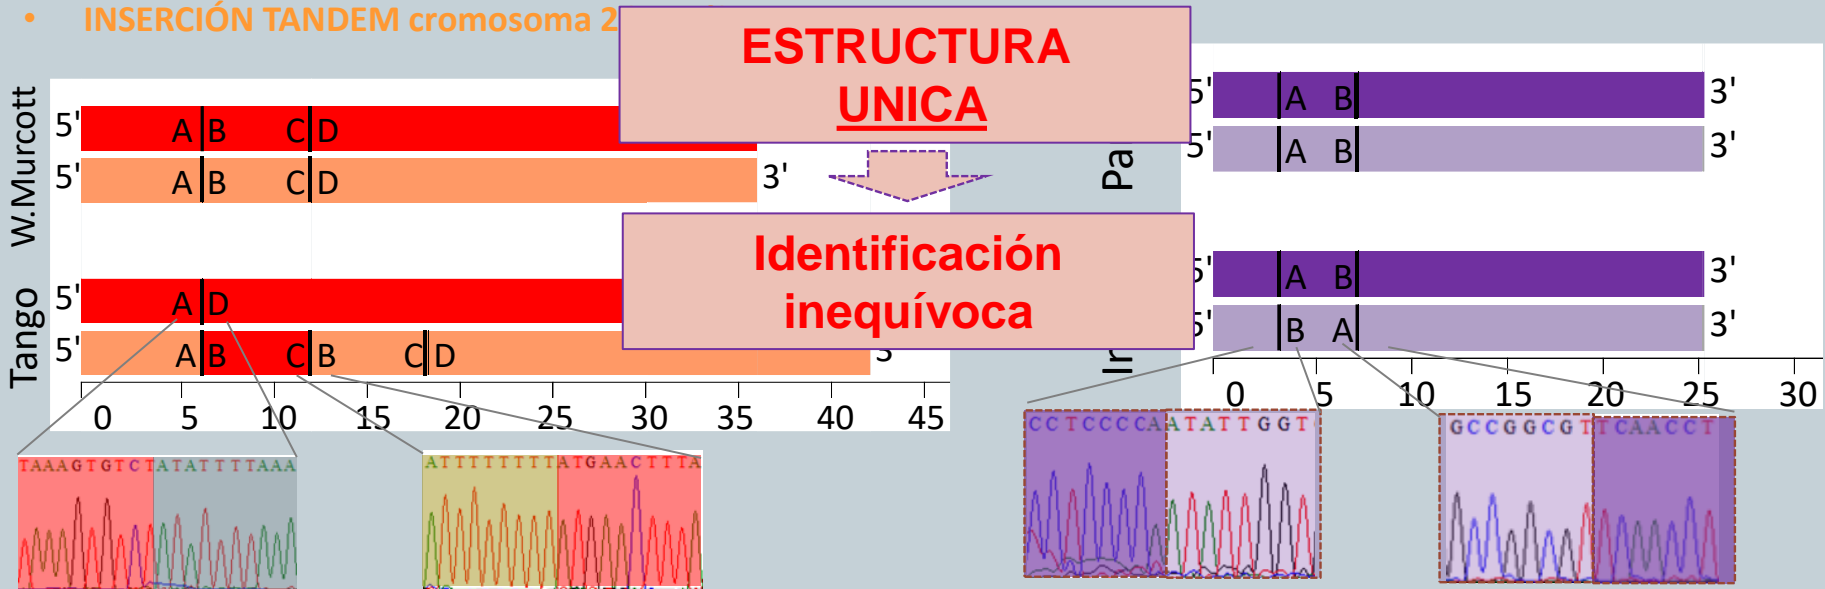 • INSERCIÓN TANDEM cromosoma 2
ESTRUCTURA
UNICA
Identificación
inequívoca
W.Murcott
5' A B C D
5' A B C D 3'
Tango
5' A D
5' A B C B C D 3'
0 5 10 15 20 25 30 35 40 45
TAAAGTGTCTATATTTTAAA
ATTTTTTTTATGAACTTTA
Pa
5' A B 3'
5' A B 3'
Ir
5' A B 3'
5' B A 3'
0 5 10 15 20 25 30
CCTCCCCAATATTGGT
GCCGGCGTTCAACCT